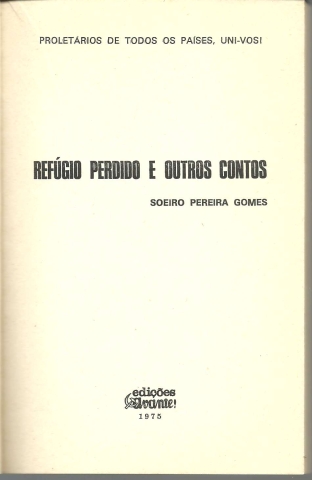 PROLETÁRIOS DE TODOS OS PAÍSES, UNI-VOS!
REFÚGIO PERDIDO E OUTROS CONTOS
SOEIRO PEREIRA GOMES
edições
Avante!
1975